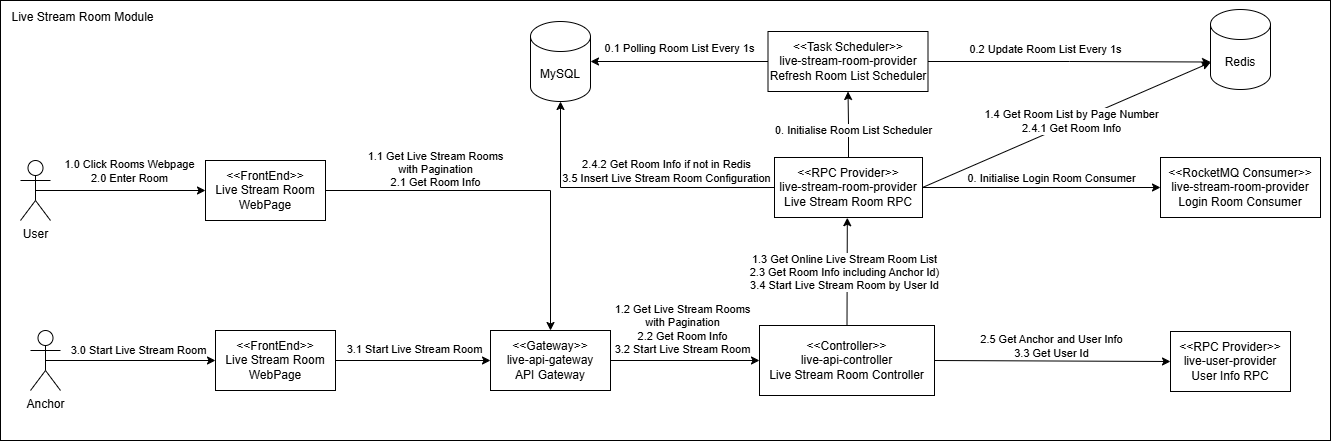 Live Stream Room Module
MySQL
0.1 Polling Room List Every 1s
<<Task Scheduler>>
live-stream-room-provider
Refresh Room List Scheduler
0.2 Update Room List Every 1s
Redis
1.4 Get Room List by Page Number
2.4.1 Get Room Info
0. Initialise Room List Scheduler
1.0 Click Rooms Webpage
2.0 Enter Room
User
<<FrontEnd>>
Live Stream Room
WebPage
1.1 Get Live Stream Rooms
with Pagination
2.1 Get Room Info
2.4.2 Get Room Info if not in Redis
3.5 Insert Live Stream Room Configuration
<<RPC Provider>>
live-stream-room-provider
Live Stream Room RPC
0. Initialise Login Room Consumer
<<RocketMQ Consumer>>
live-stream-room-provider
Login Room Consumer
1.3 Get Online Live Stream Room List
2.3 Get Room Info including Anchor Id)
3.4 Start Live Stream Room by User Id
3.0 Start Live Stream Room
Anchor
<<FrontEnd>>
Live Stream Room
WebPage
3.1 Start Live Stream Room
<<Gateway>>
live-api-gateway
API Gateway
1.2 Get Live Stream Rooms
with Pagination
2.2 Get Room Info
3.2 Start Live Stream Room
<<Controller>>
live-api-controller
Live Stream Room Controller
2.5 Get Anchor and User Info
3.3 Get User Id
<<RPC Provider>>
live-user-provider
User Info RPC